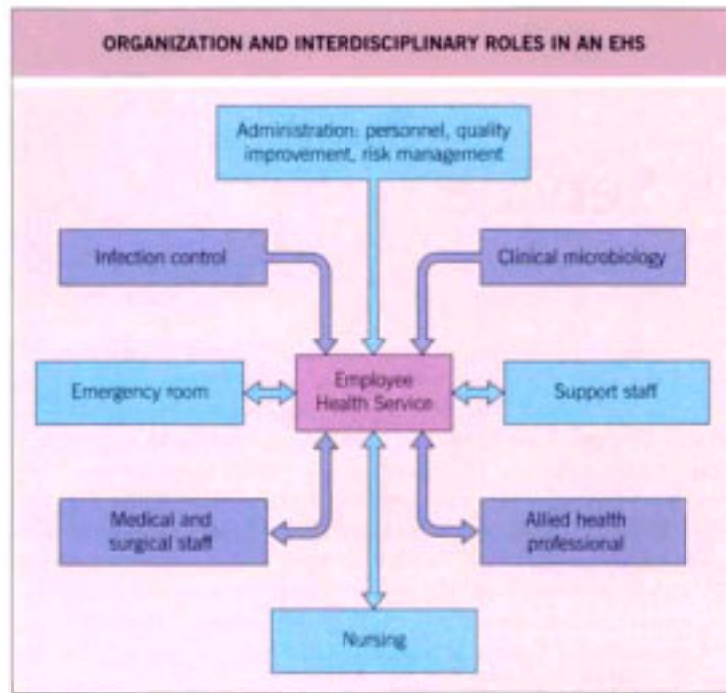 ORGANIZATION AND INTERDISCIPLINARY ROLES IN AN EHS
Administration: personnel, quality
improvement, risk management
Infection control
Clinical microbiology
Emergency room
Employee
Health Service
Support staff
Medical and
surgical staff
Allied health
professional
Nursing